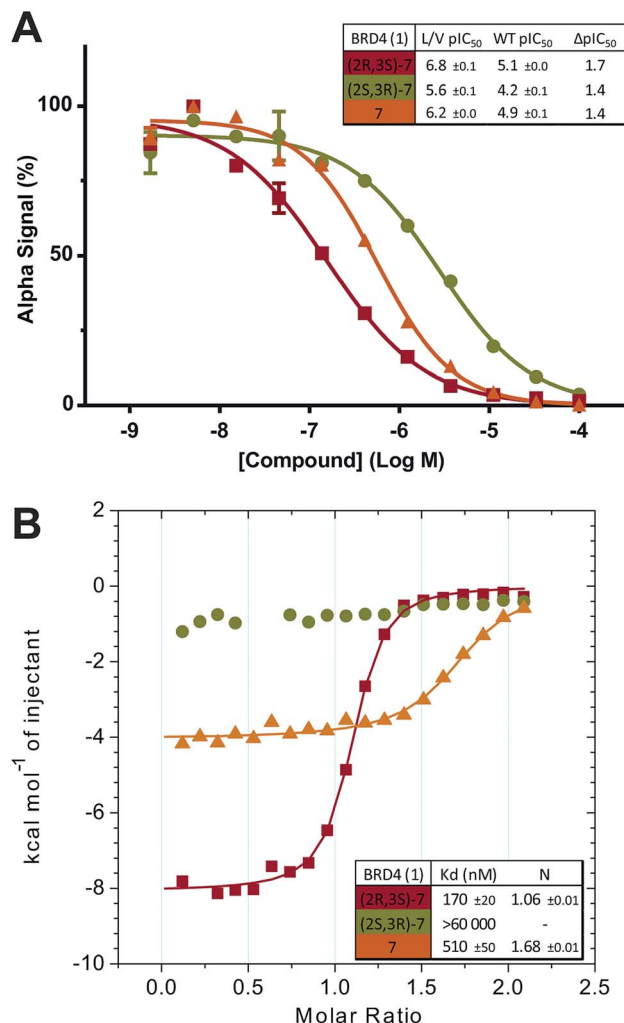 A
BRD4 (1) L/V pIC50 WT pIC50 ΔpIC50
(2R,3S)-7 6.8 ±0.1 5.1 ±0.0 1.7
(2S,3R)-7 5.6 ±0.1 4.2 ±0.1 1.4
7 6.2 ±0.0 4.9 ±0.1 1.4
Alpha Signal (%)
100
50
0
-9 -8 -7 -6 -5 -4
[Compound] (Log M)
B
kcal mol-1 of injectant
2
0
-2
-4
-6
-8
-10
BRD4 (1) Kd (nM) N
(2R,3S)-7 170 ±20 1.06 ±0.01
(2S,3R)-7 >60 000 -
7 510 ±50 1.68 ±0.01
0.0 0.5 1.0 1.5 2.0 2.5
Molar Ratio